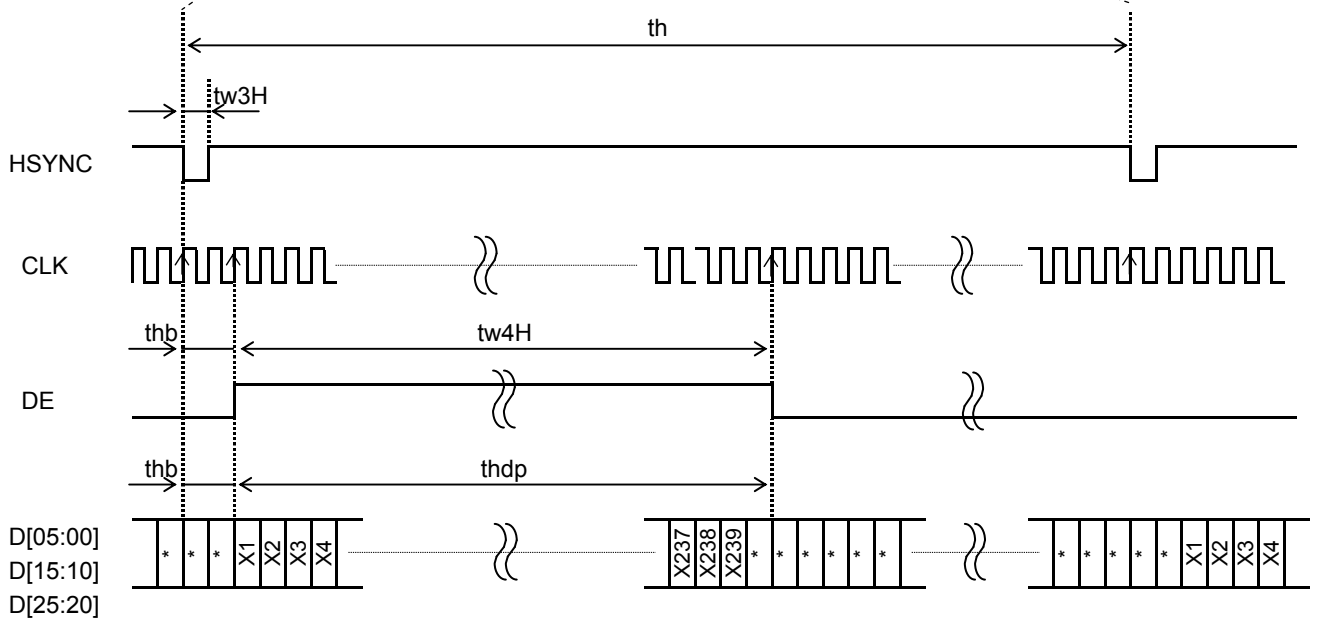 th
tw3H
HSYNC
CLK
thb
tw4H
DE
thb
thdp
D[05:00]
D[15:10]
D[25:20]
* * * X1 X2 X3 X4
X237 X238 X239 * * * * * *
* * * * * X1 X2 X3 X4